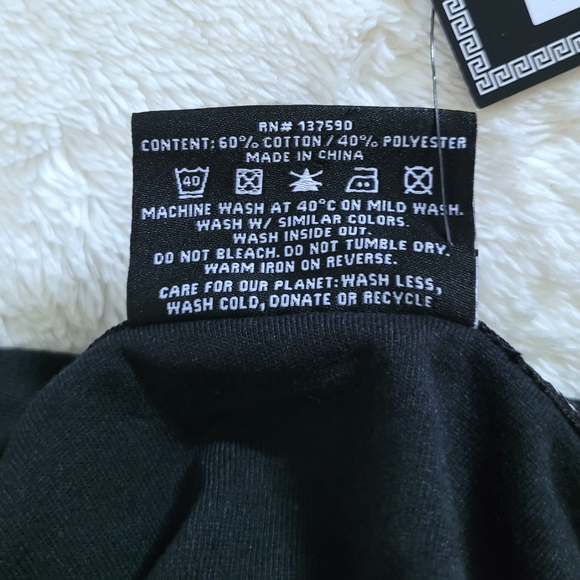 RN# 137590
CONTENT: 60% COTTON / 40% POLYESTER
MADE IN CHINA
40
MACHINE WASH AT 40°C ON MILD WASH.
WASH W/ SIMILAR COLORS.
WASH INSIDE OUT.
DO NOT BLEACH. DO NOT TUMBLE DRY.
WARM IRON ON REVERSE.
CARE FOR OUR PLANET: WASH LESS,
WASH COLD, DONATE OR RECYCLE